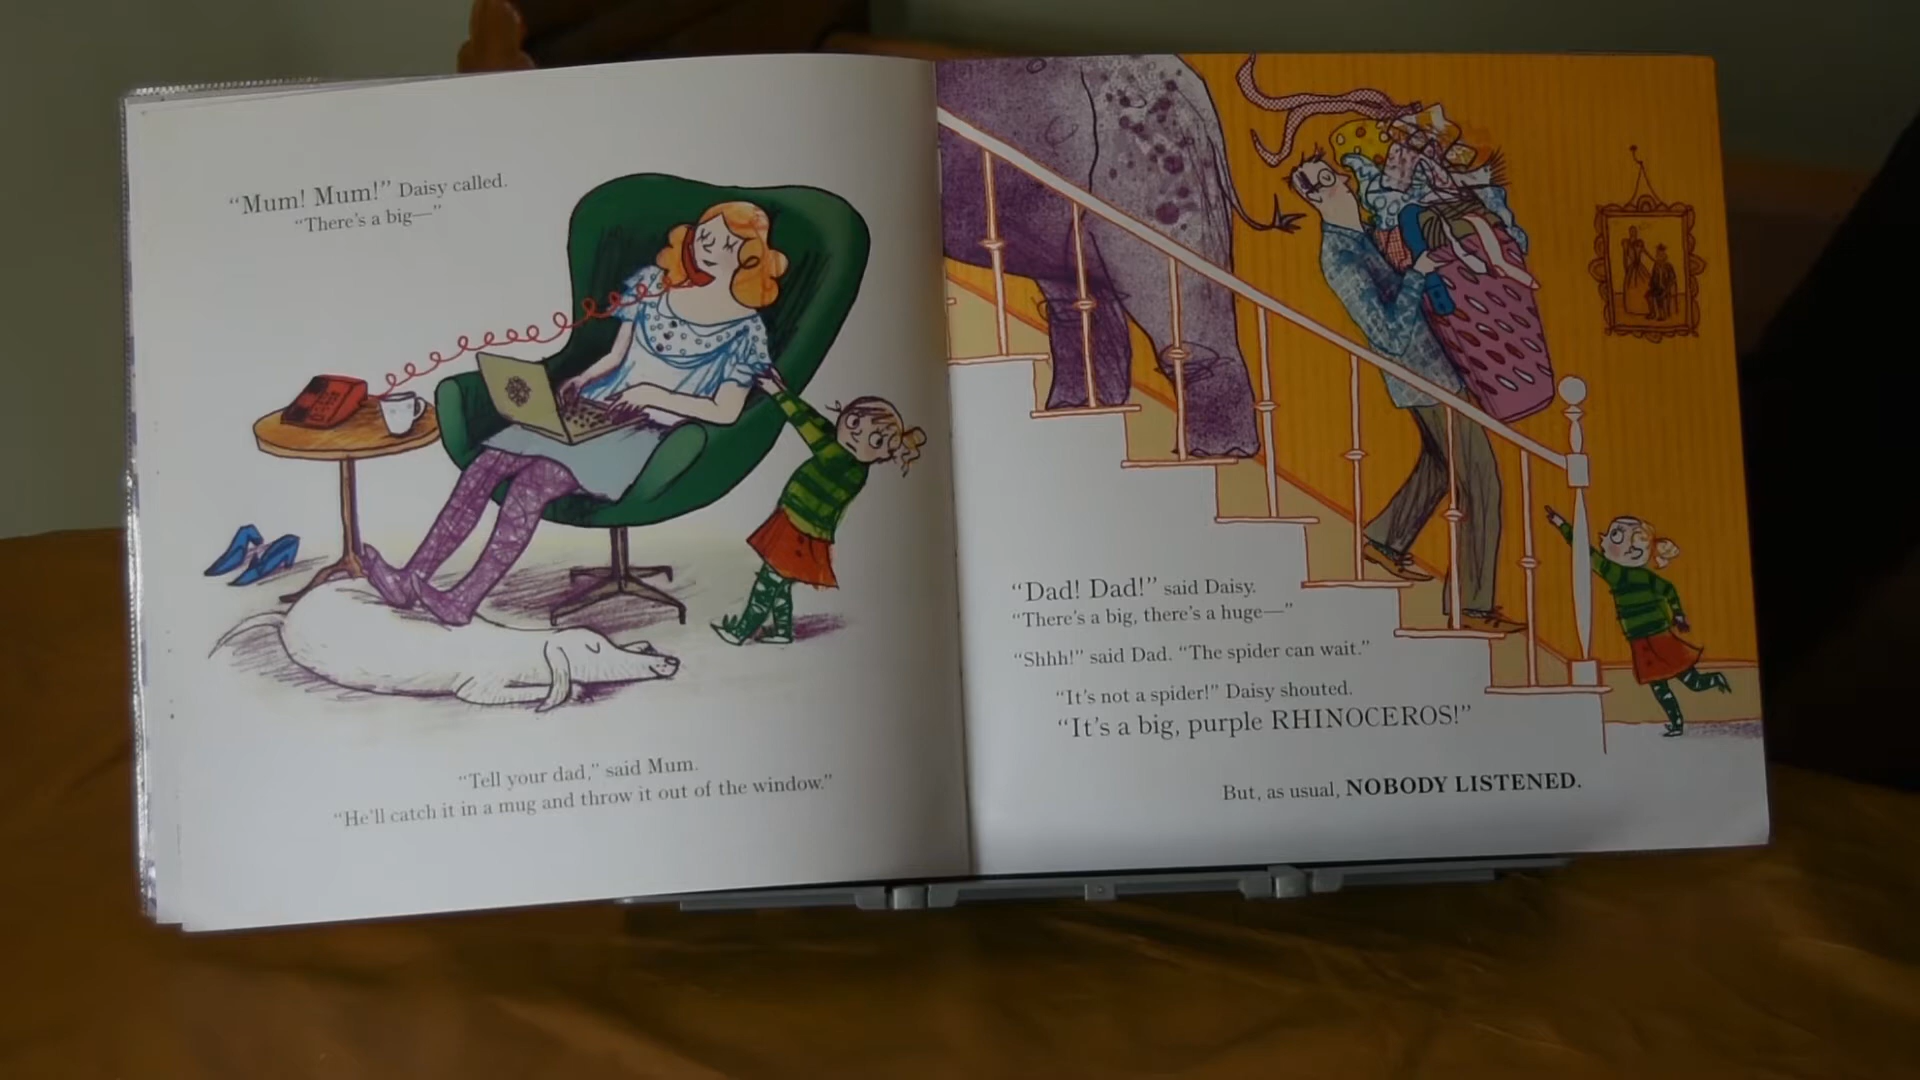 “Mum! Mum!” Daisy called.
“There’s a big—”
“Tell your dad,” said Mum.
“He’ll catch it in a mug and throw it out of the window.”
“Dad! Dad!” said Daisy.
“There’s a big, there’s a huge—”
“Shhh!” said Dad. “The spider can wait.”
“It’s not a spider!” Daisy shouted.
“It’s a big, purple RHINOCEROS!”
But, as usual, NOBODY LISTENED.